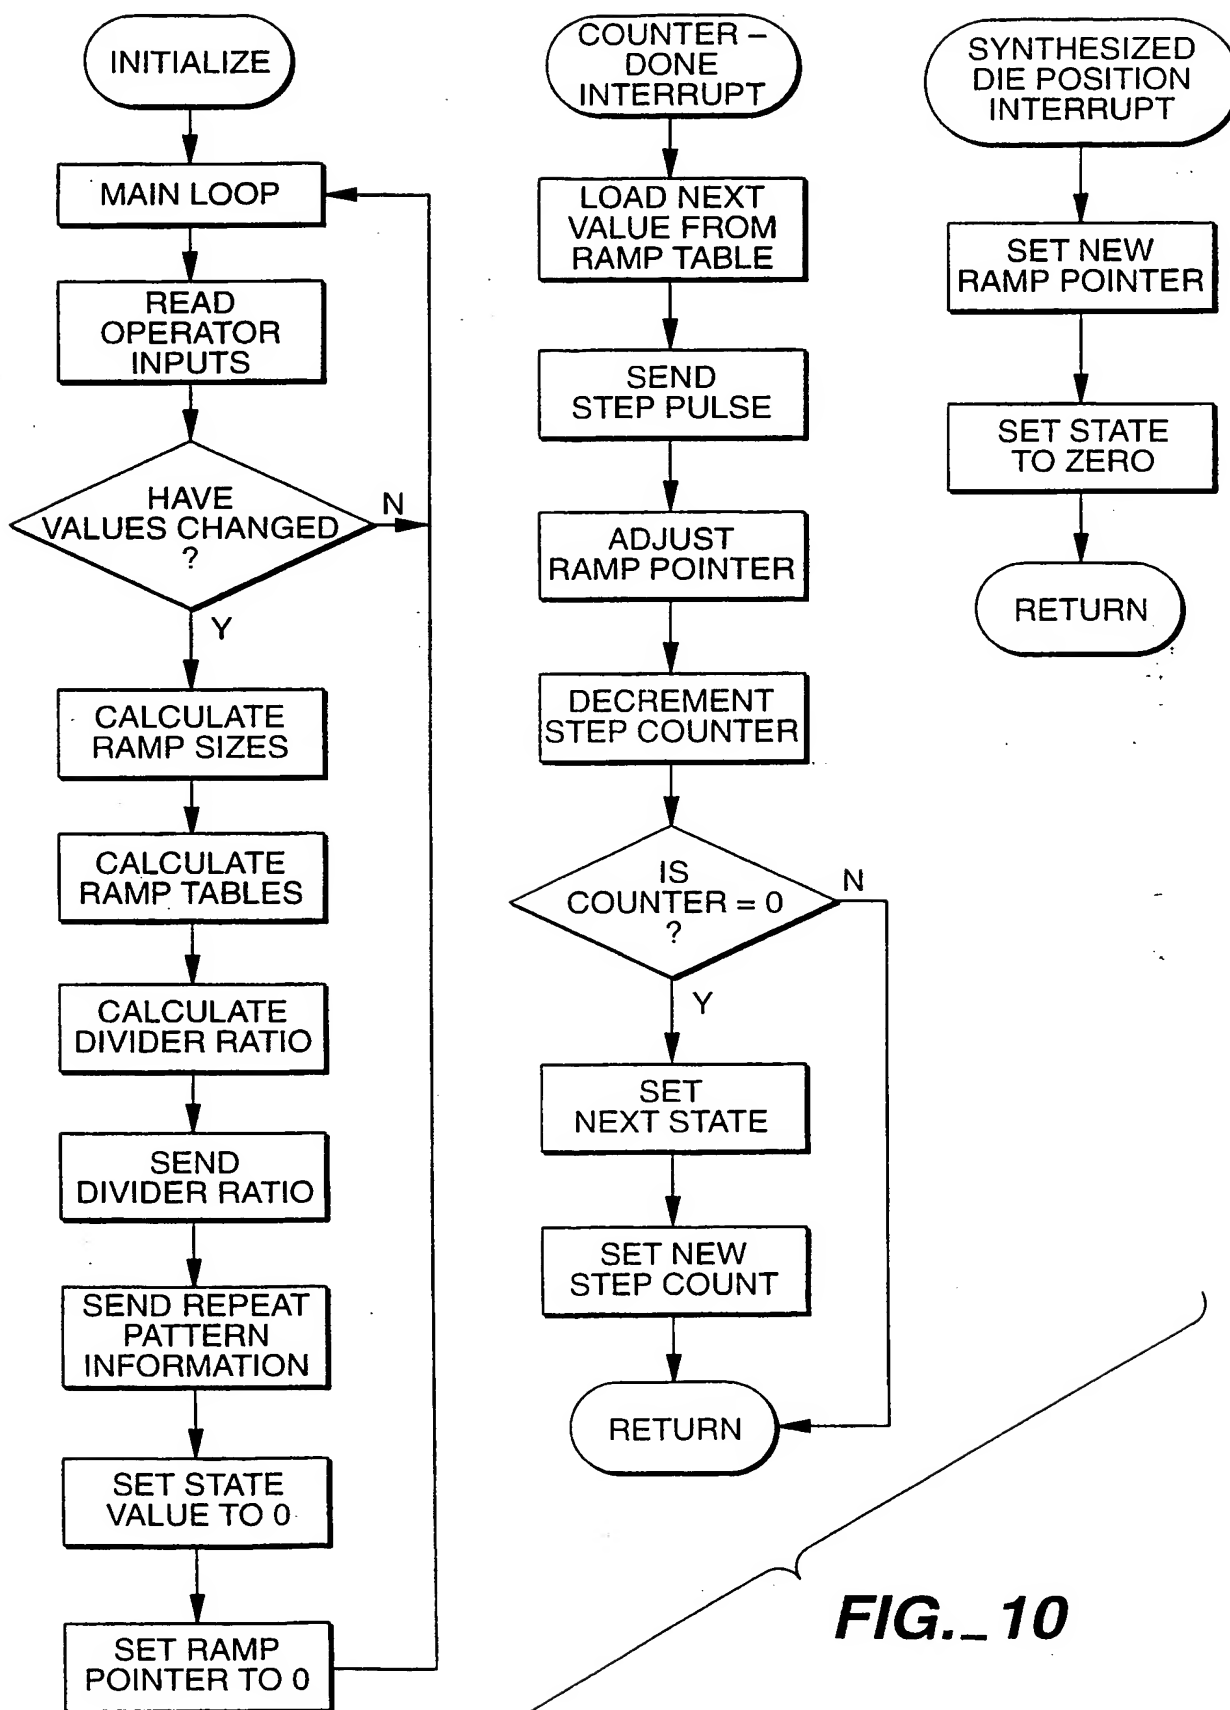 INITIALIZE
MAIN LOOP
READ
OPERATOR
INPUTS
HAVE
VALUES CHANGED
?
N
Y
CALCULATE
RAMP SIZES
CALCULATE
RAMP TABLES
CALCULATE
DIVIDER RATIO
SEND
DIVIDER RATIO
SEND REPEAT
PATTERN
INFORMATION
SET STATE
VALUE TO 0
SET RAMP
POINTER TO 0
COUNTER –
DONE
INTERRUPT
LOAD NEXT
VALUE FROM
RAMP TABLE
SEND
STEP PULSE
ADJUST
RAMP POINTER
DECREMENT
STEP COUNTER
IS
COUNTER = 0
?
N
Y
SET
NEXT STATE
SET NEW
STEP COUNT
RETURN
SYNTHESIZED
DIE POSITION
INTERRUPT
SET NEW
RAMP POINTER
SET STATE
TO ZERO
RETURN
FIG._10